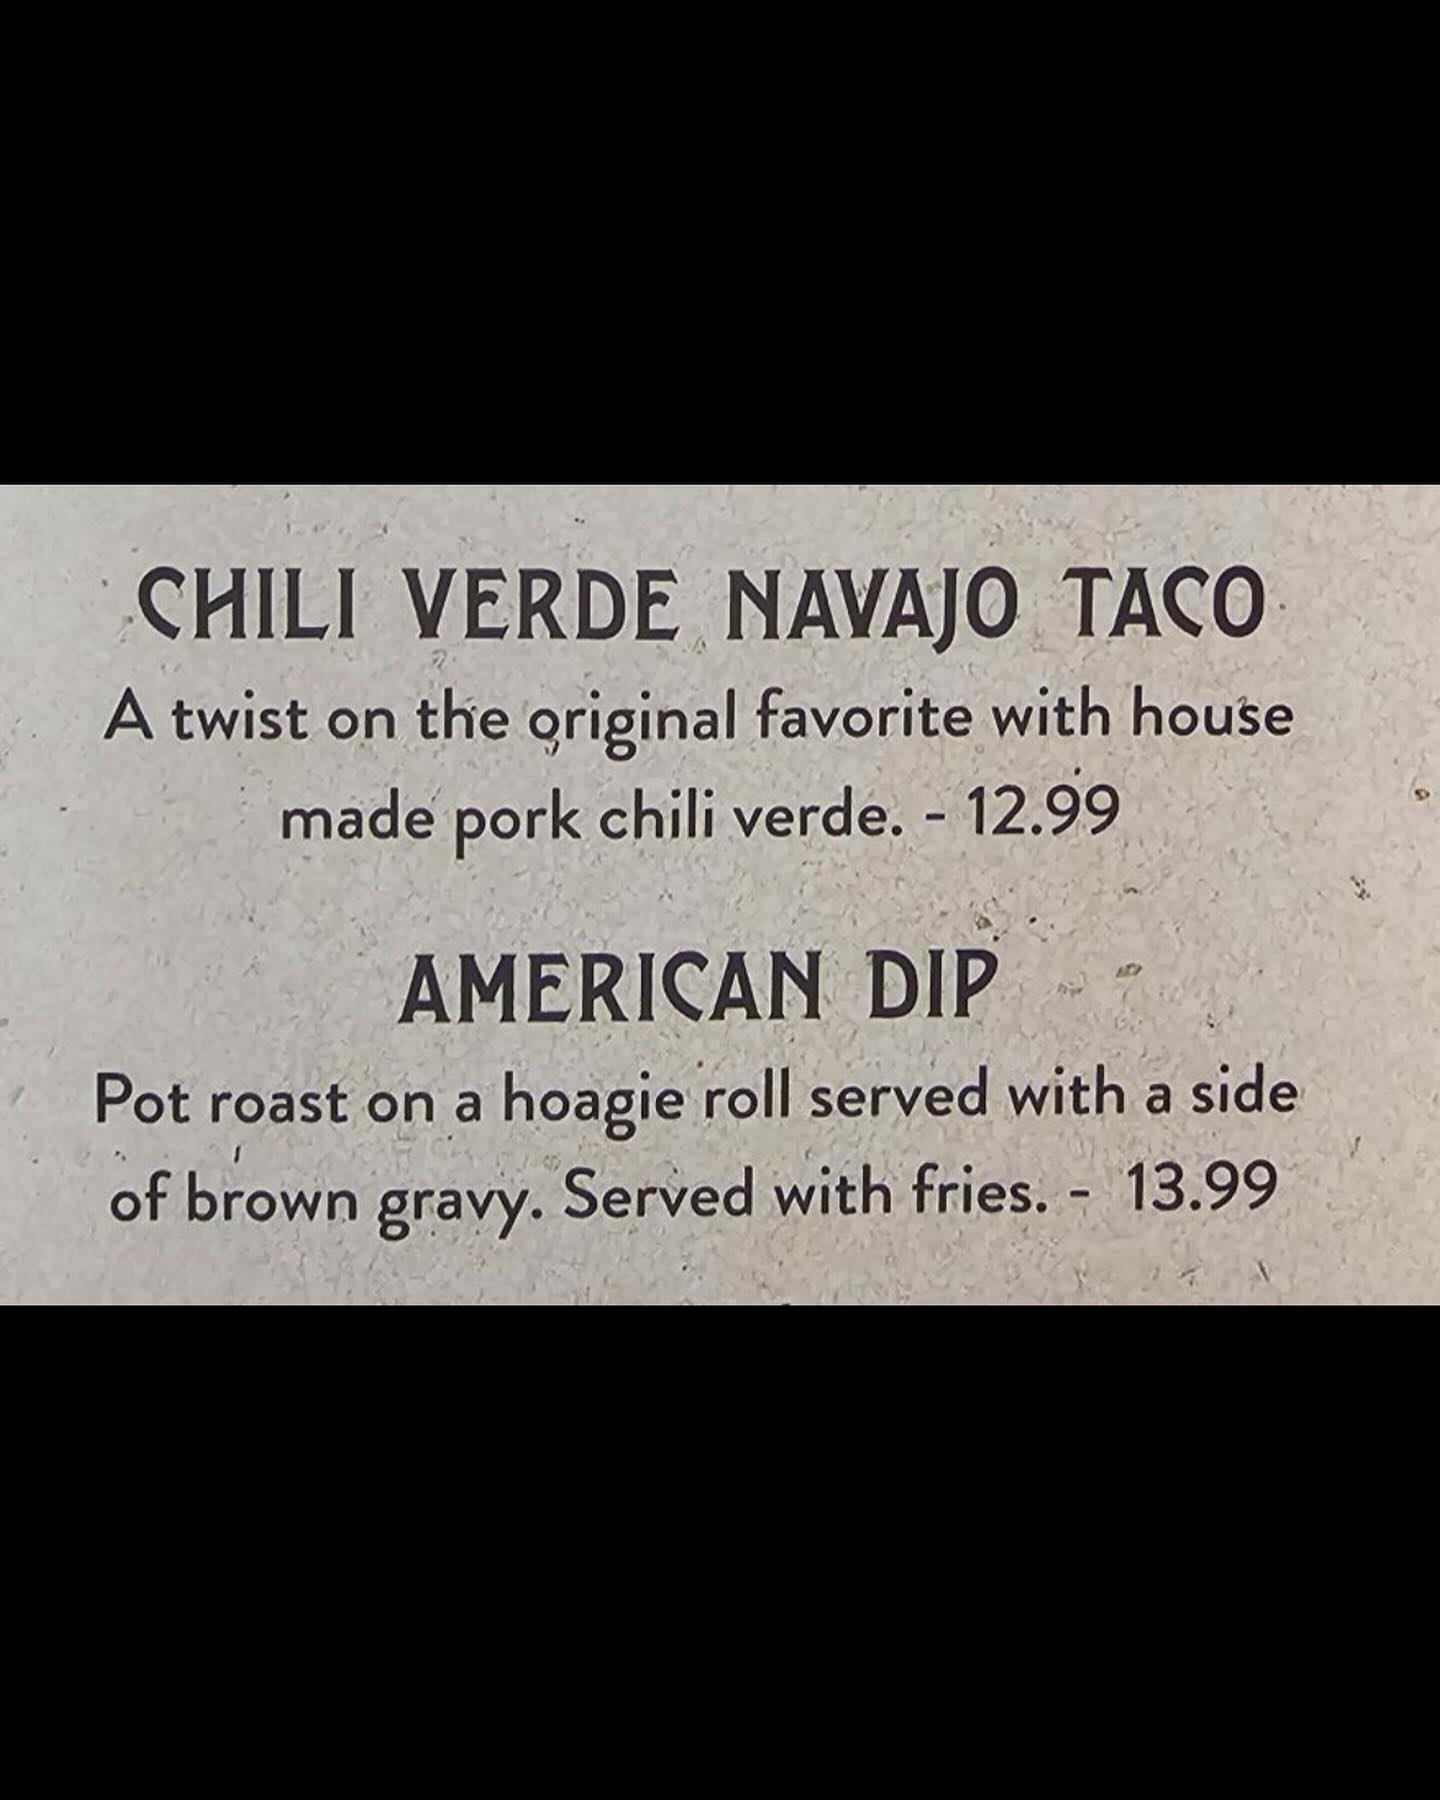 CHILI VERDE NAVAJO TACO
A twist on the original favorite with house
made pork chili verde. - 12.99
AMERICAN DIP
Pot roast on a hoagie roll served with a side
of brown gravy. Served with fries. - 13.99